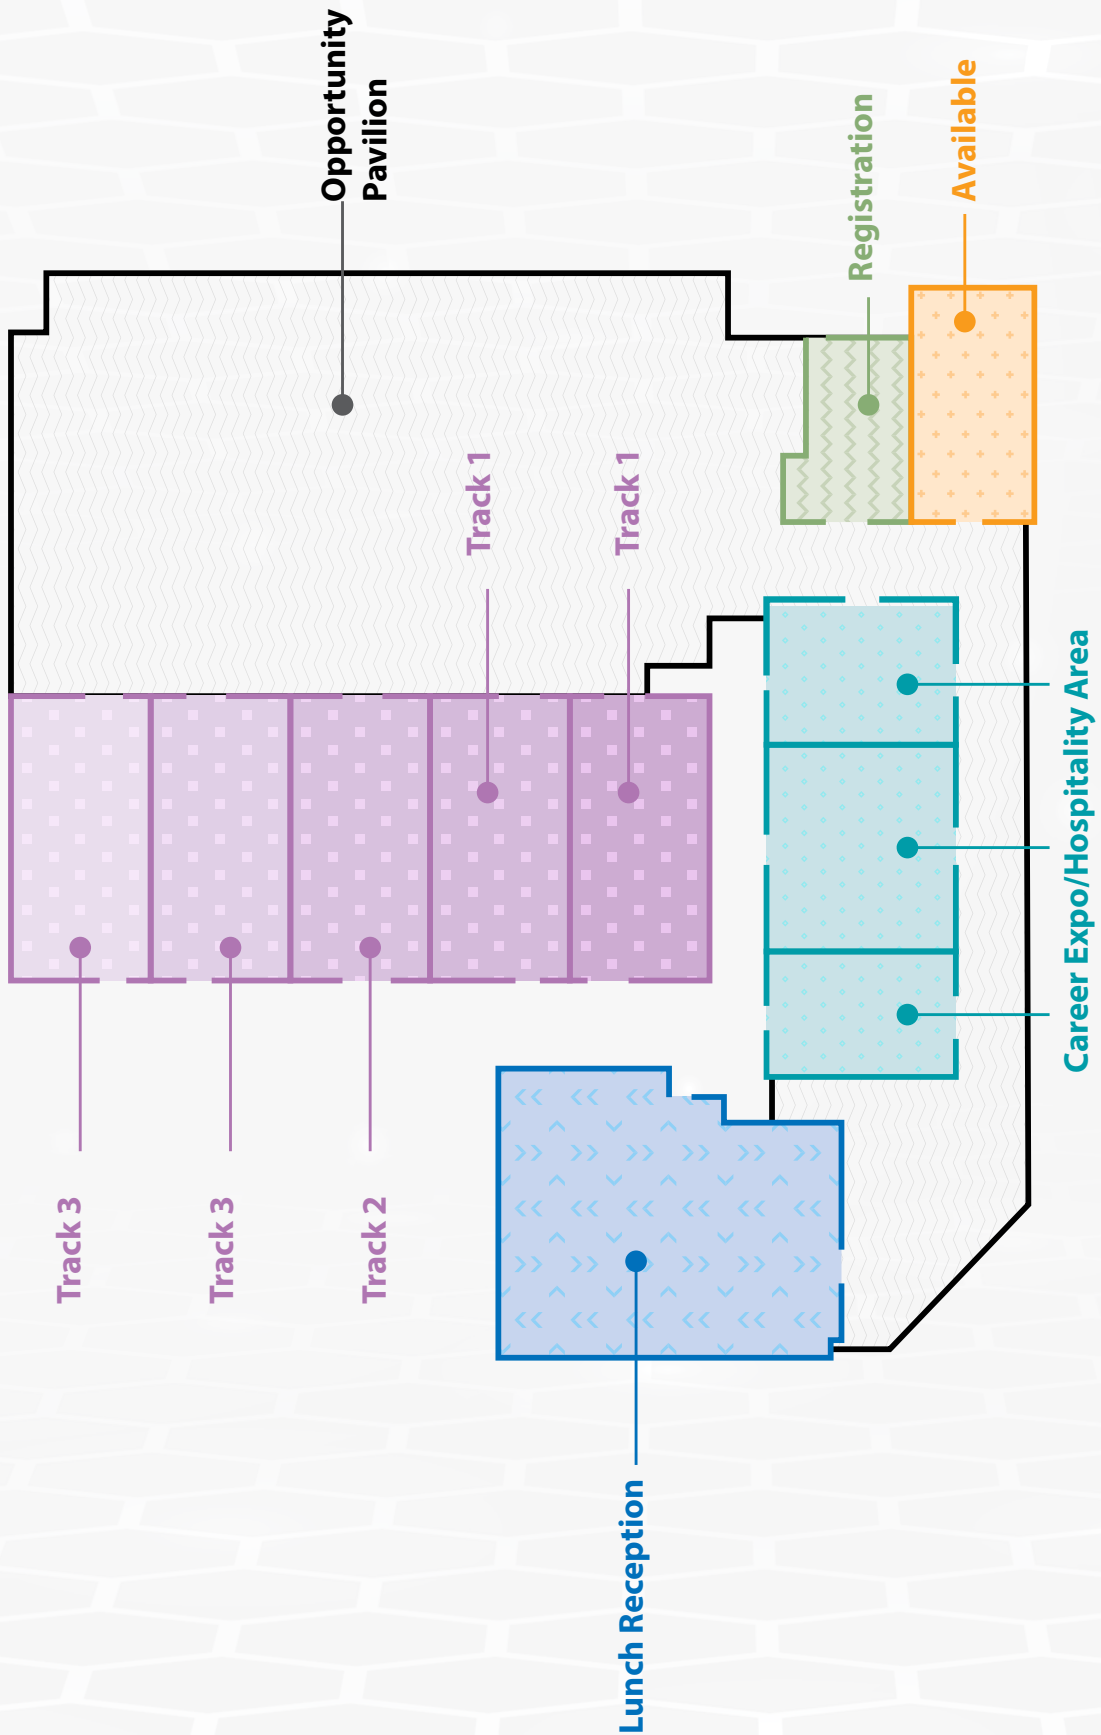 Track 3
Track 3
Track 2
Opportunity
Pavilion
Track 1
Track 1
Lunch Reception
Registration
Available
Career Expo/Hospitality Area